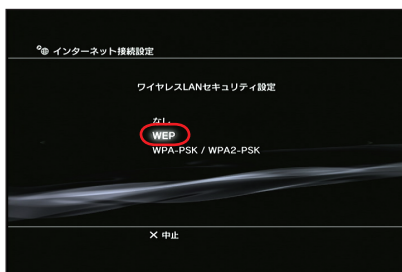 インターネット接続設定
ワイヤレスLANセキュリティ設定
なし
WEP
WPA-PSK / WPA2-PSK
✕ 中止